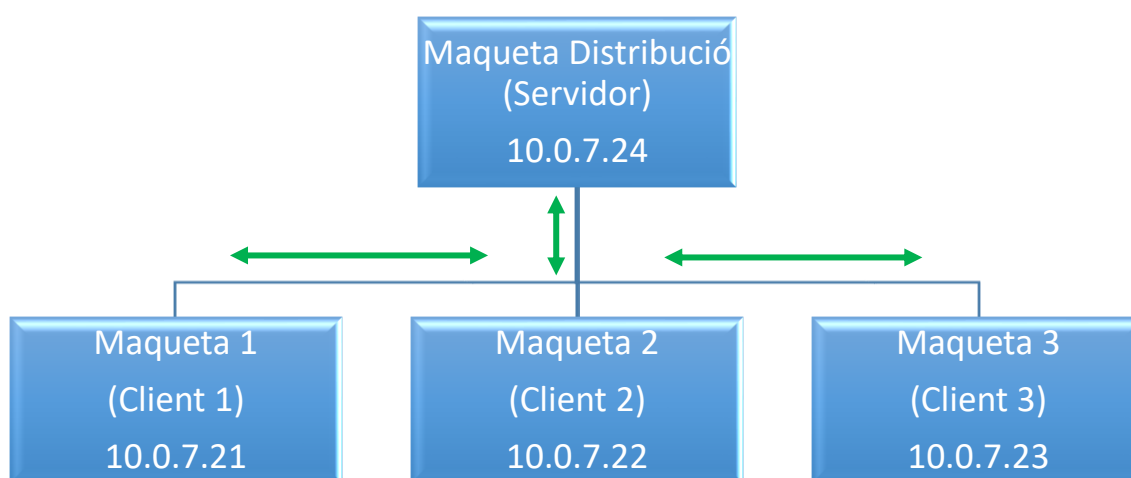 Maqueta Distribució
(Servidor)
10.0.7.24
Maqueta 1
(Client 1)
10.0.7.21
Maqueta 2
(Client 2)
10.0.7.22
Maqueta 3
(Client 3)
10.0.7.23